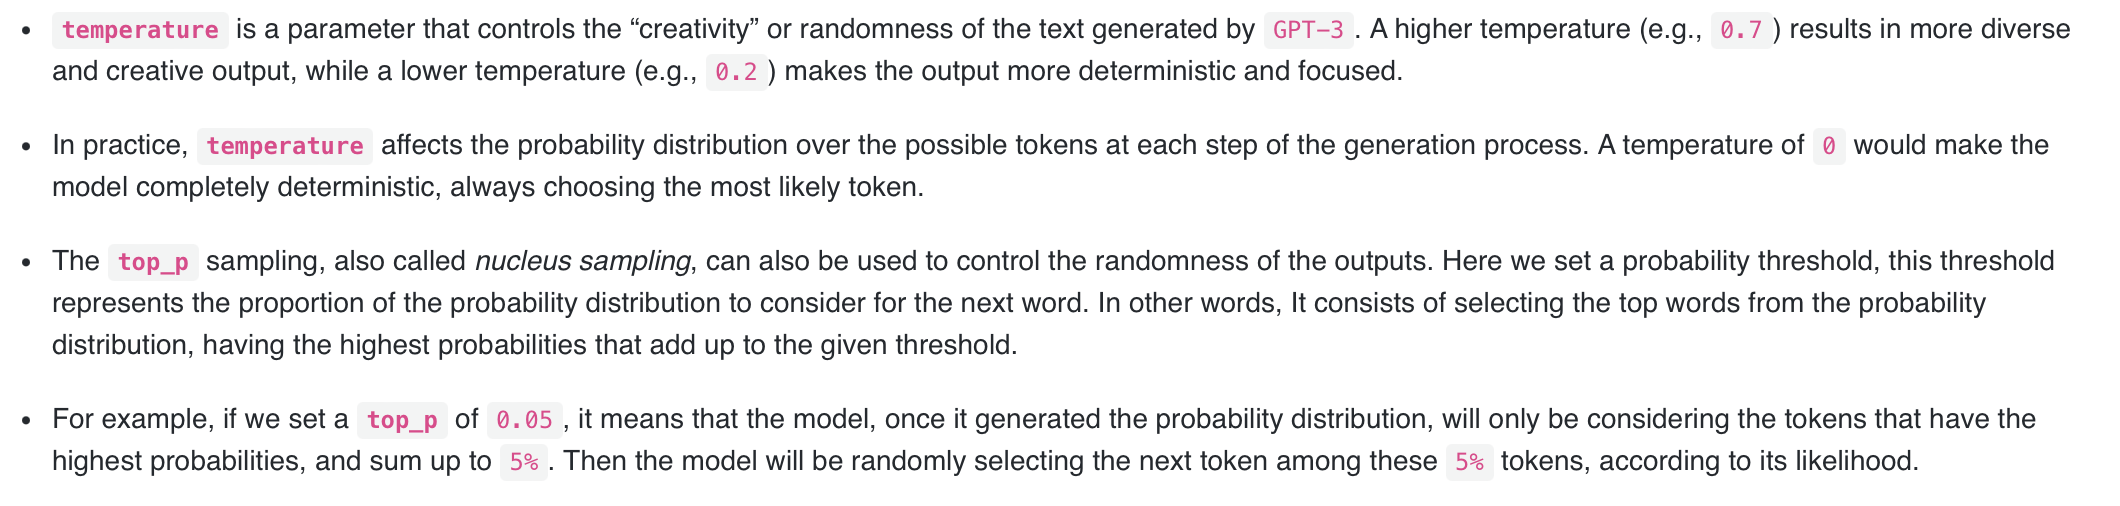 • temperature is a parameter that controls the “creativity” or randomness of the text generated by GPT-3. A higher temperature (e.g., 0.7) results in more diverse
and creative output, while a lower temperature (e.g., 0.2) makes the output more deterministic and focused.
• In practice, temperature affects the probability distribution over the possible tokens at each step of the generation process. A temperature of 0 would make the
model completely deterministic, always choosing the most likely token.
• The top_p sampling, also called nucleus sampling, can also be used to control the randomness of the outputs. Here we set a probability threshold, this threshold
represents the proportion of the probability distribution to consider for the next word. In other words, It consists of selecting the top words from the probability
distribution, having the highest probabilities that add up to the given threshold.
• For example, if we set a top_p of 0.05, it means that the model, once it generated the probability distribution, will only be considering the tokens that have the
highest probabilities, and sum up to 5%. Then the model will be randomly selecting the next token among these 5% tokens, according to its likelihood.